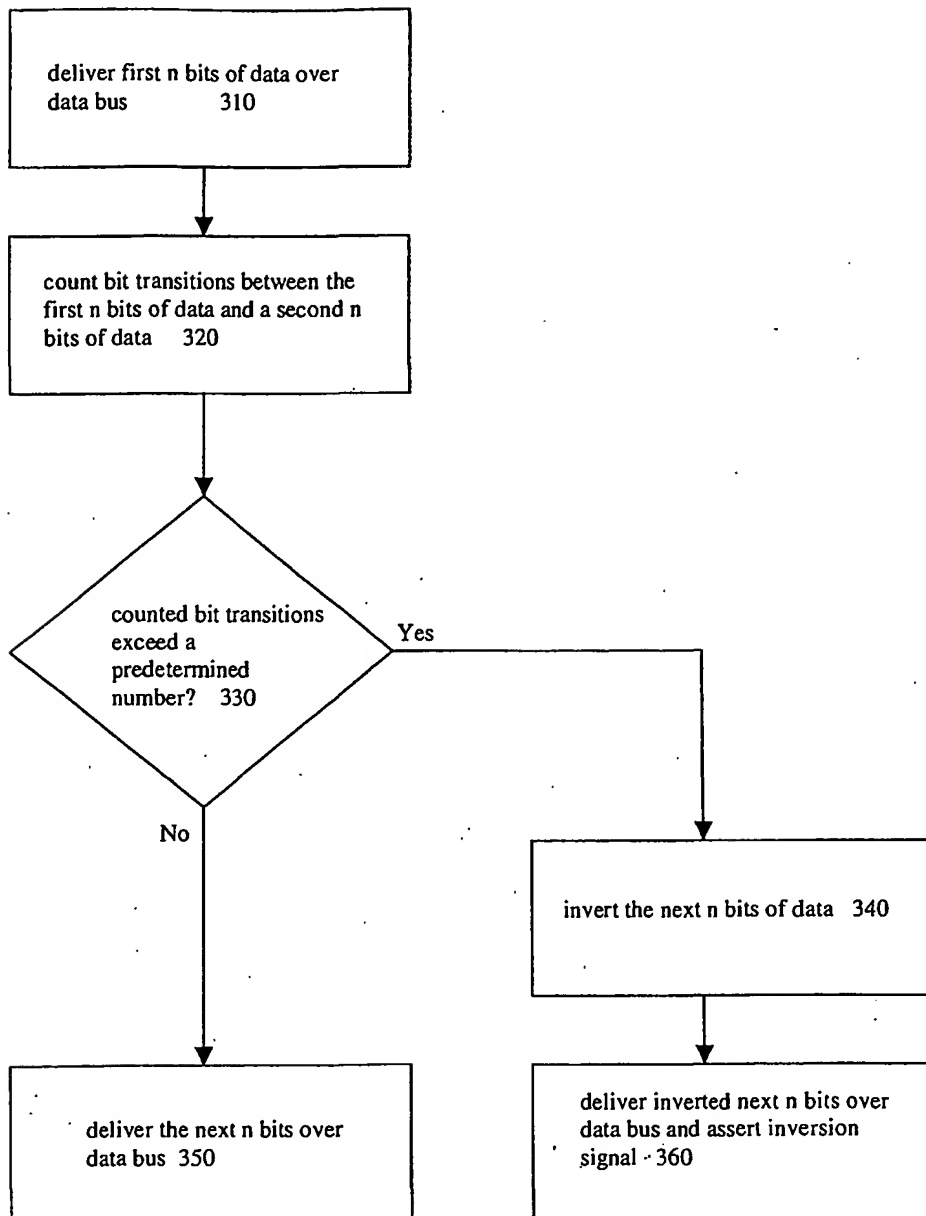 deliver first n bits of data over
data bus 310
count bit transitions between the
first n bits of data and a second n
bits of data 320
counted bit transitions
exceed a
predetermined
number? 330
Yes
No
invert the next n bits of data 340
deliver the next n bits over
data bus 350
deliver inverted next n bits over
data bus and assert inversion
signal 360